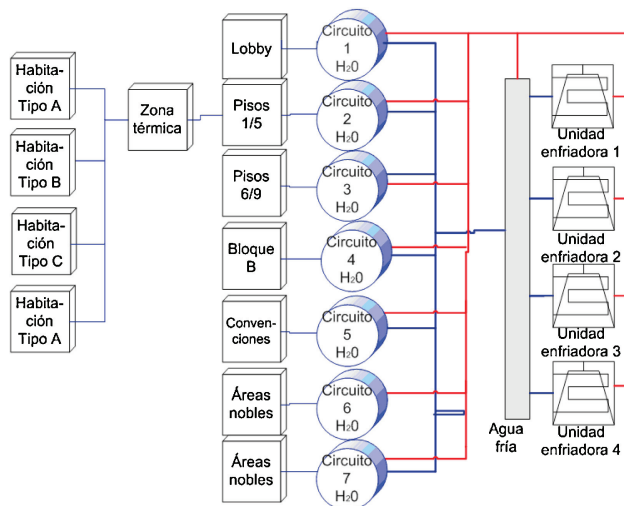 Habita-
ción
Tipo A
Habita-
ción
Tipo B
Habita-
ción
Tipo C
Habita-
ción
Tipo A
Zona
térmica
Lobby
Pisos
1/5
Pisos
6/9
Bloque
B
Convenciones
Áreas
nobles
Áreas
nobles
Circuito
1
H20
Circuito
2
H20
Circuito
3
H20
Circuito
4
H20
Circuito
5
H20
Circuito
6
H20
Circuito
7
H20
Agua
fría
Unidad
enfriadora 1
Unidad
enfriadora 2
Unidad
enfriadora 3
Unidad
enfriadora 4